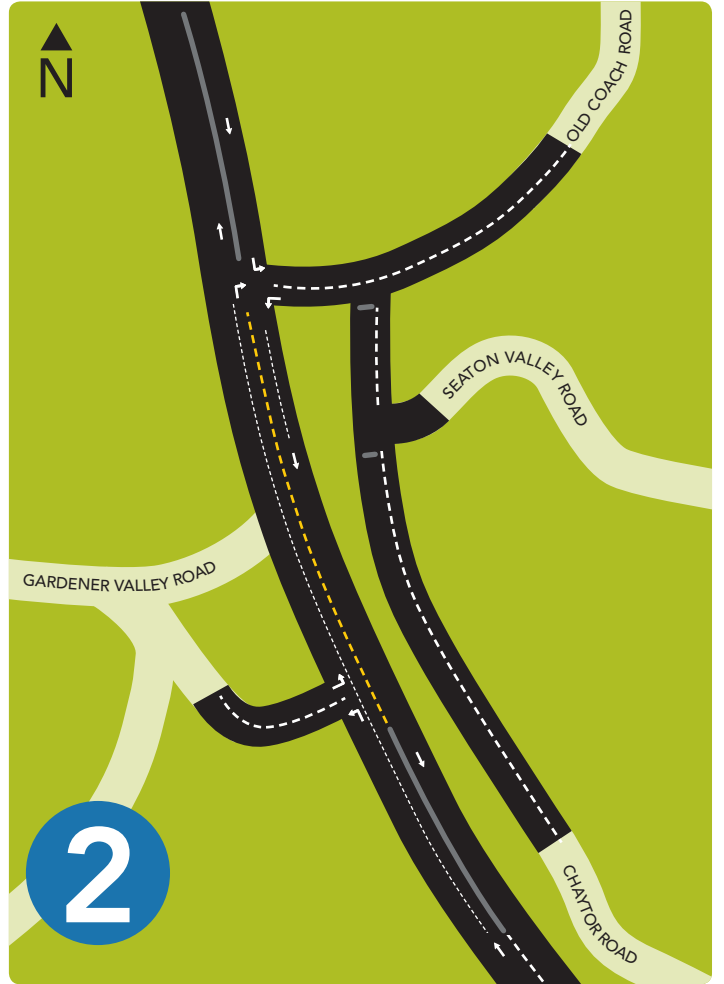 N
OLD COACH ROAD
SEATON VALLEY ROAD
GARDENER VALLEY ROAD
CHAYTOR ROAD
2